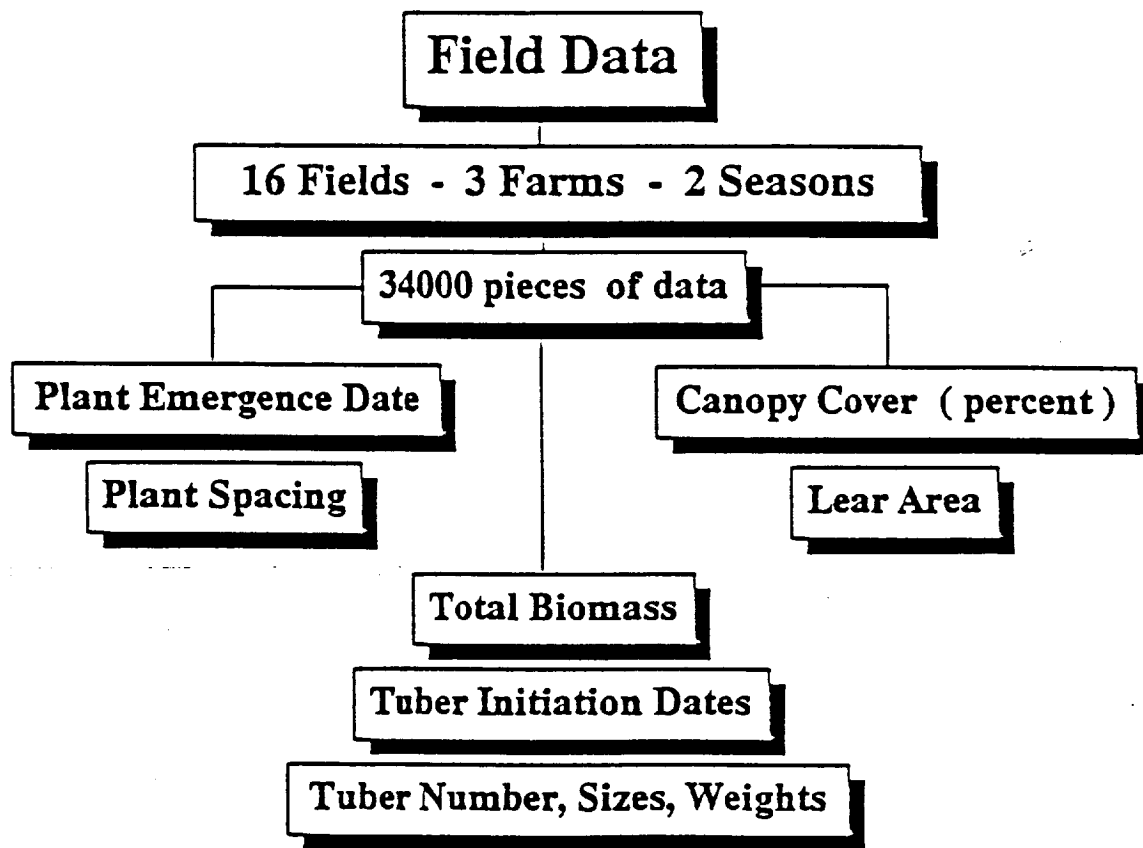 Field Data
16 Fields - 3 Farms - 2 Seasons
34000 pieces of data
Plant Emergence Date
Canopy Cover ( percent )
Plant Spacing
Lear Area
Total Biomass
Tuber Initiation Dates
Tuber Number, Sizes, Weights